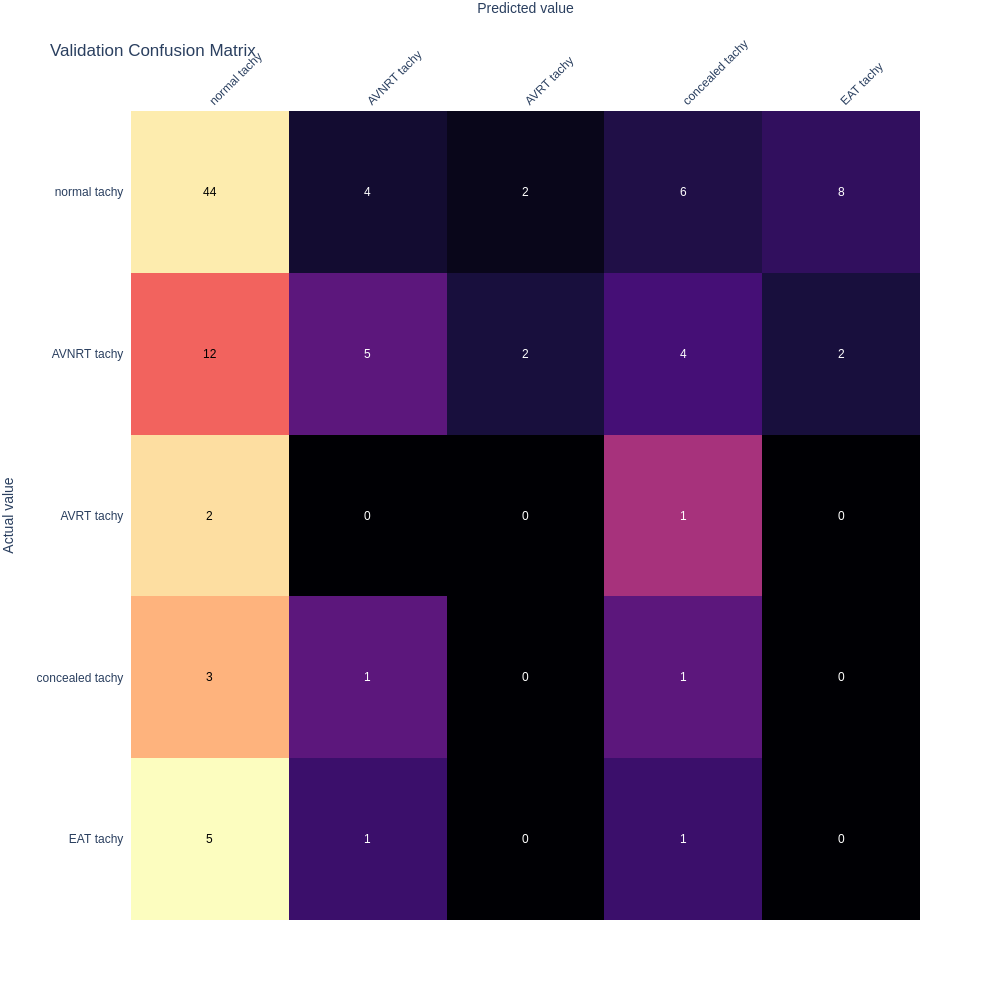 Predicted value
Validation Confusion Matrix
normal tachy AVNRT tachy AVRT tachy concealed tachy EAT tachy
normal tachy 44 4 2 6 8
AVNRT tachy 12 5 2 4 2
AVRT tachy 2 0 0 1 0
concealed tachy 3 1 0 1 0
EAT tachy 5 1 0 1 0
Actual value